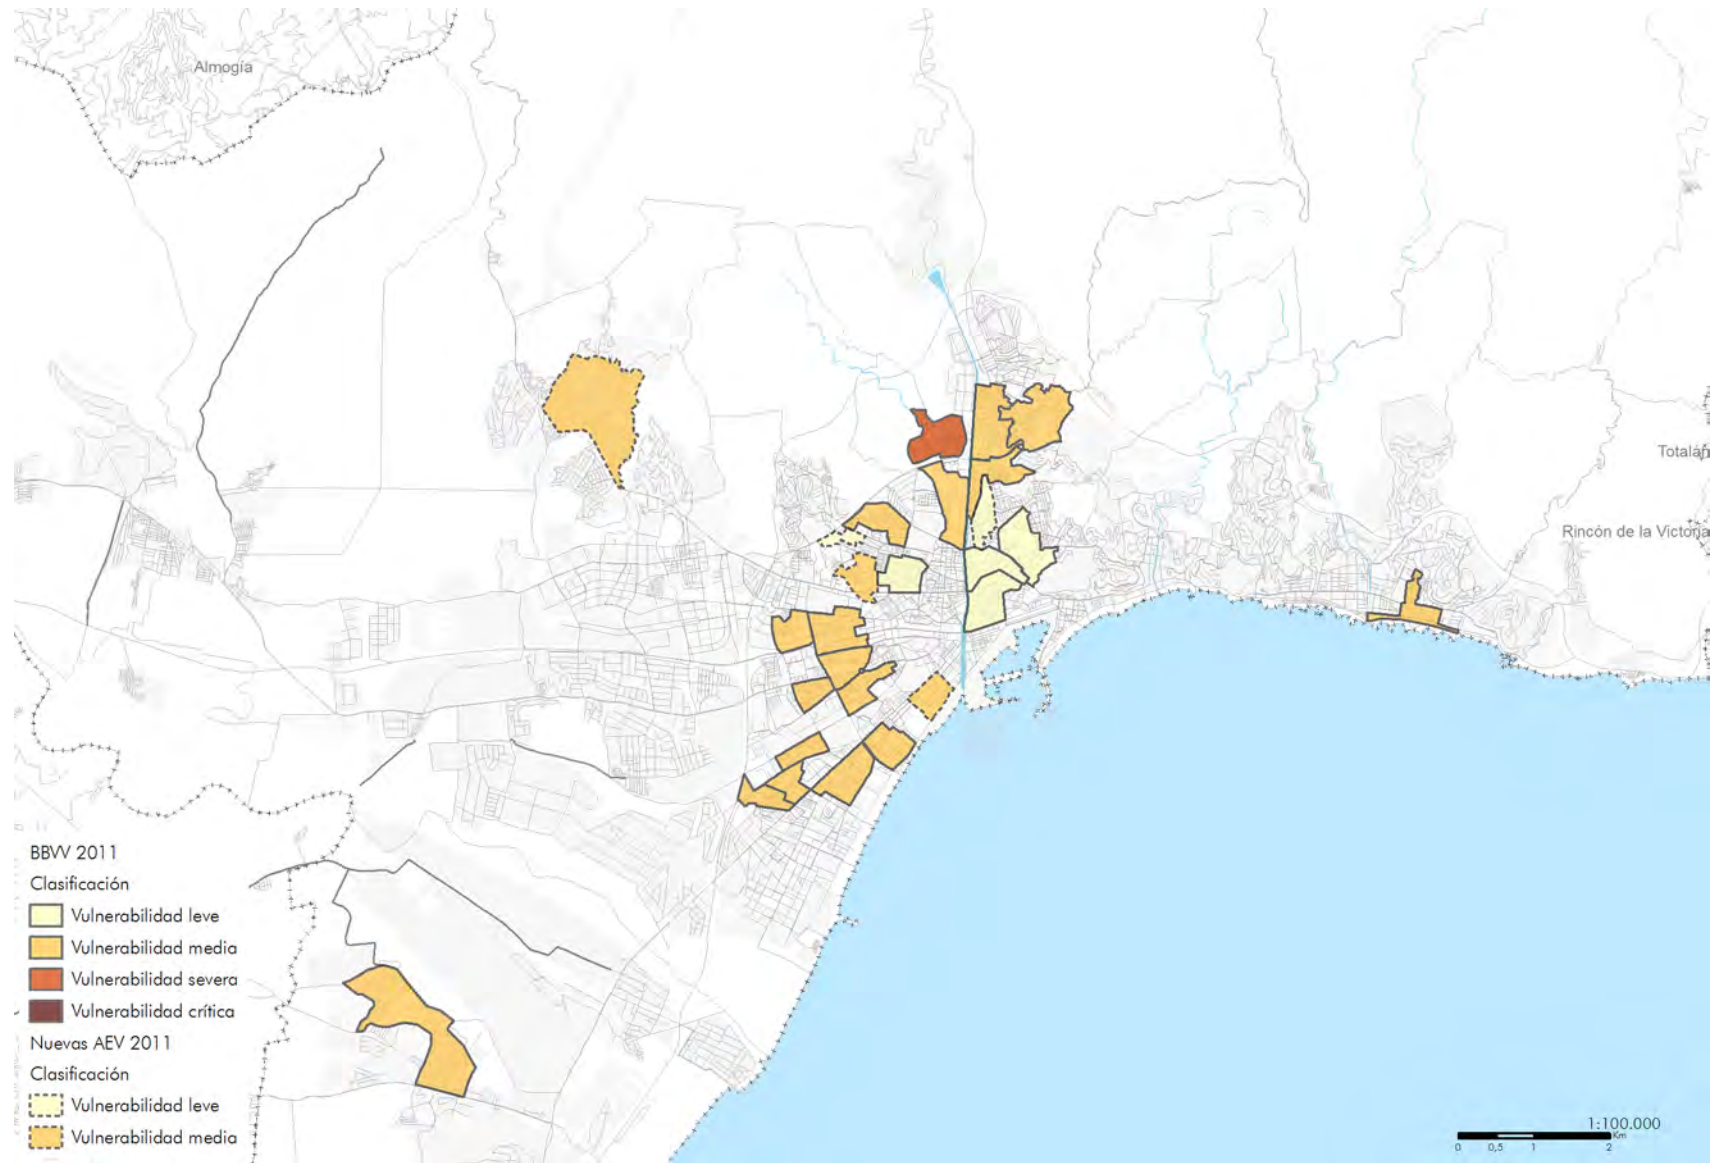 Almogía
Totalán
Rincón de la Victoria
BBVV 2011
Clasificación
Vulnerabilidad leve
Vulnerabilidad media
Vulnerabilidad severa
Vulnerabilidad crítica
Nuevas AEV 2011
Clasificación
Vulnerabilidad leve
Vulnerabilidad media
1:100.000
Km
0 0,5 1 2